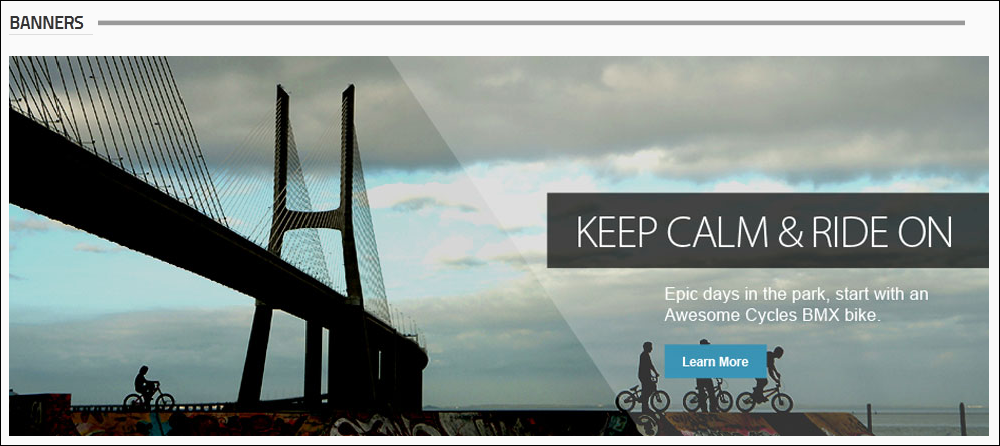 BANNERS
KEEP CALM & RIDE ON
Epic days in the park, start with an
Awesome Cycles BMX bike.
Learn More